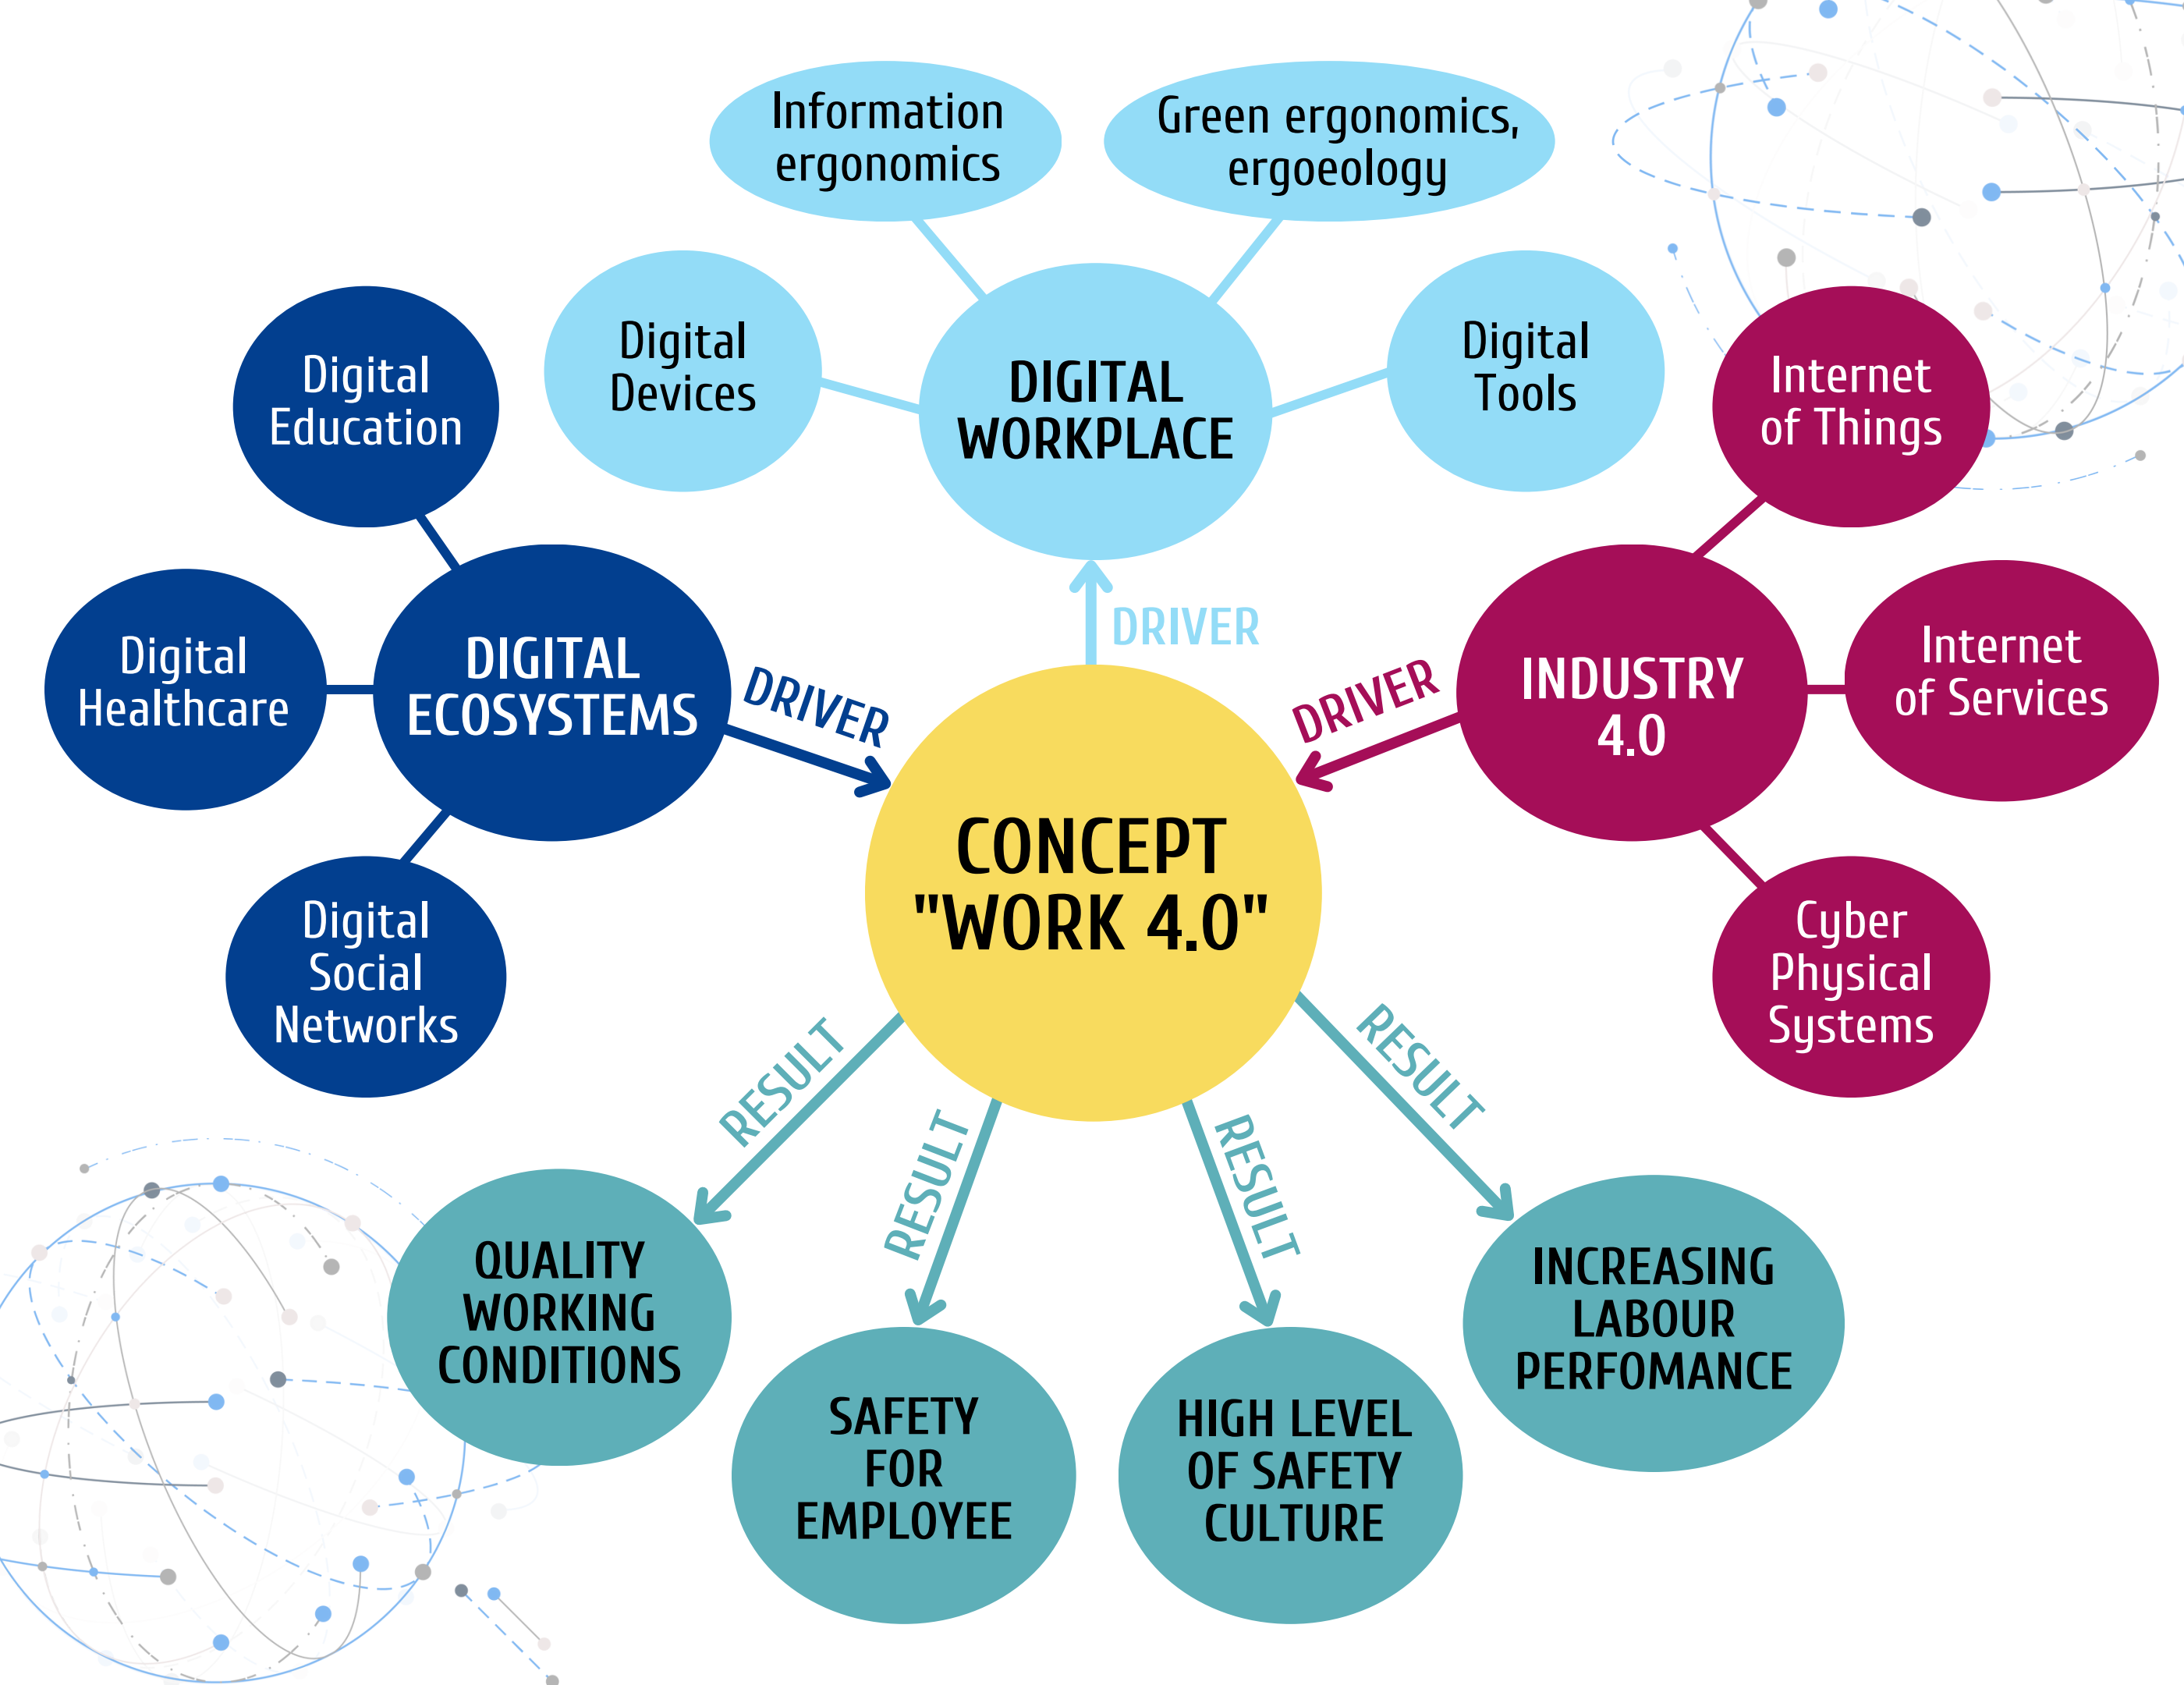 Information
ergonomics
Green ergonomics,
ergoeology
Digital
Devices
DIGITAL
WORKPLACE
Digital
Tools
Digital
Education
Internet
of Things
Digital
Healthcare
DIGITAL
ECOSYSTEMS
DRIVER
DRIVER
DRIVER
INDUSTRY
4.0
Internet
of Services
Digital
Social
Networks
CONCEPT
"WORK 4.0"
Cyber
Physical
Systems
RESULT
RESULT
RESULT
RESUILT
QUALITY
WORKING
CONDITIONS
SAFETY
FOR
EMPLOYEE
HIGH LEVEL
OF SAFETY
CULTURE
INCREASING
LABOUR
PERFOMANCE